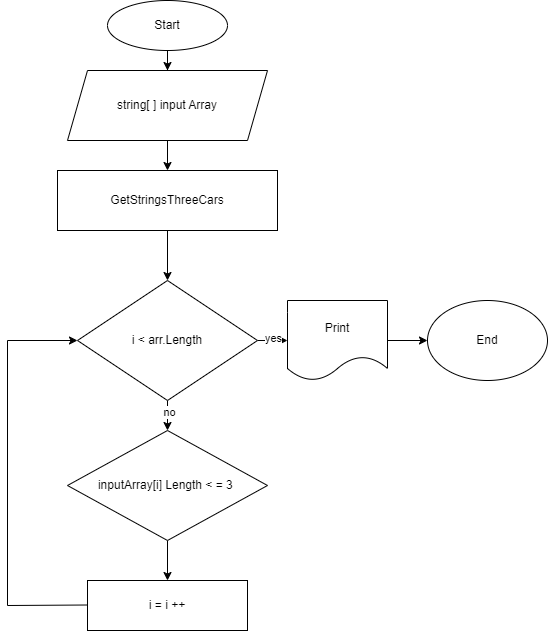 Start
string[ ] input Array
GetStringsThreeCars
i < arr.Length
yes
Print
End
no
inputArray[i] Length < = 3
i = i ++